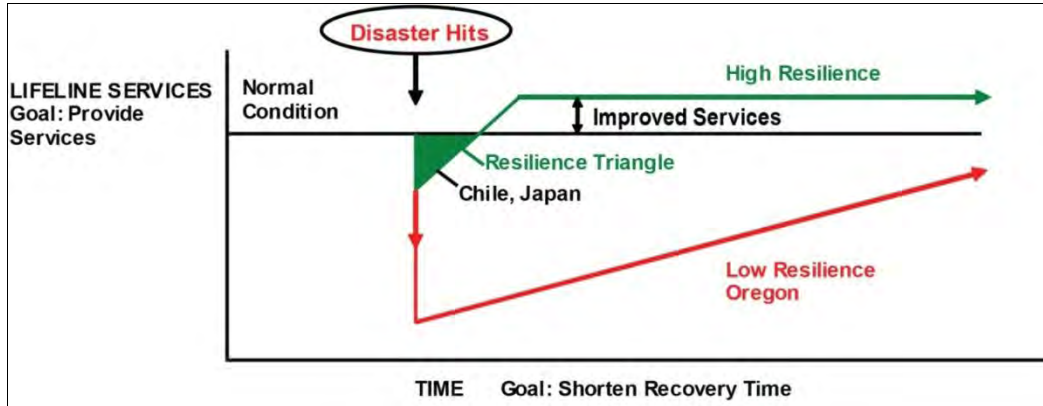 Disaster Hits
LIFELINE SERVICES
Goal: Provide
Services
Normal
Condition
High Resilience
Improved Services
Resilience Triangle
Chile, Japan
Low Resilience
Oregon
TIME Goal: Shorten Recovery Time